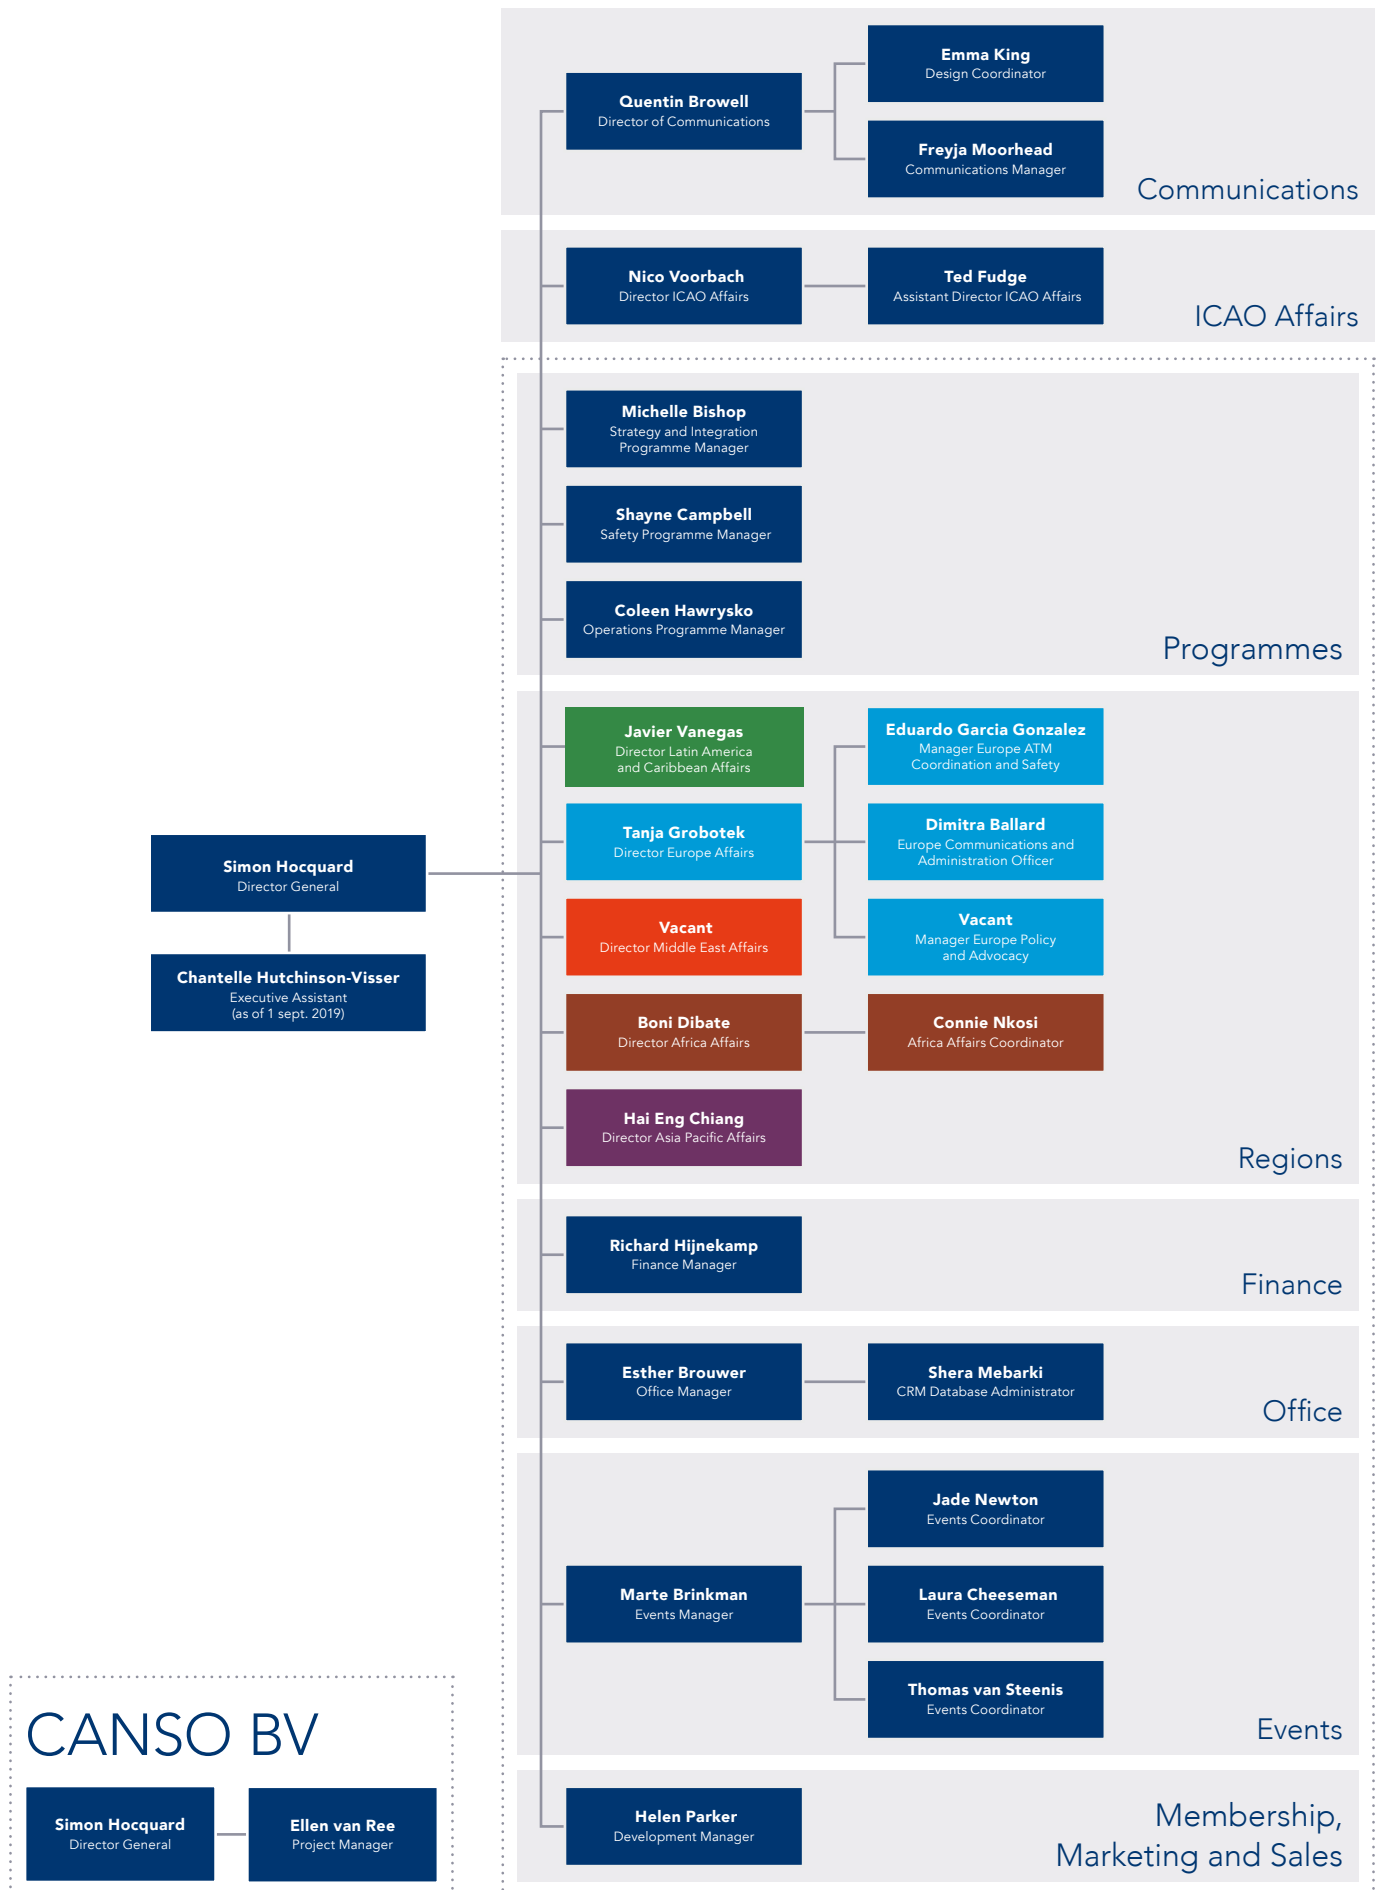 Emma King
Design Coordinator
Quentin Browell
Director of Communications
Freyja Moorhead
Communications Manager
Communications
Nico Voorbach
Director ICAO Affairs
Ted Fudge
Assistant Director ICAO Affairs
ICAO Affairs
Michelle Bishop
Strategy and Integration
Programme Manager
Shayne Campbell
Safety Programme Manager
Coleen Hawrysko
Operations Programme Manager
Programmes
Javier Vanegas
Director Latin America
and Caribbean Affairs
Eduardo Garcia Gonzalez
Manager Europe ATM
Coordination and Safety
Tanja Grobotek
Director Europe Affairs
Dimitra Ballard
Europe Communications and
Administration Officer
Simon Hocquard
Director General
Vacant
Director Middle East Affairs
Vacant
Manager Europe Policy
and Advocacy
Chantelle Hutchinson-Visser
Executive Assistant
(as of 1 sept. 2019)
Boni Dibate
Director Africa Affairs
Connie Nkosi
Africa Affairs Coordinator
Hai Eng Chiang
Director Asia Pacific Affairs
Regions
Richard Hijnekamp
Finance Manager
Finance
Esther Brouwer
Office Manager
Shera Mebarki
CRM Database Administrator
Office
Jade Newton
Events Coordinator
Marte Brinkman
Events Manager
Laura Cheeseman
Events Coordinator
Thomas van Steenis
Events Coordinator
Events
CANSO BV
Simon Hocquard
Director General
Ellen van Ree
Project Manager
Helen Parker
Development Manager
Membership,
Marketing and Sales